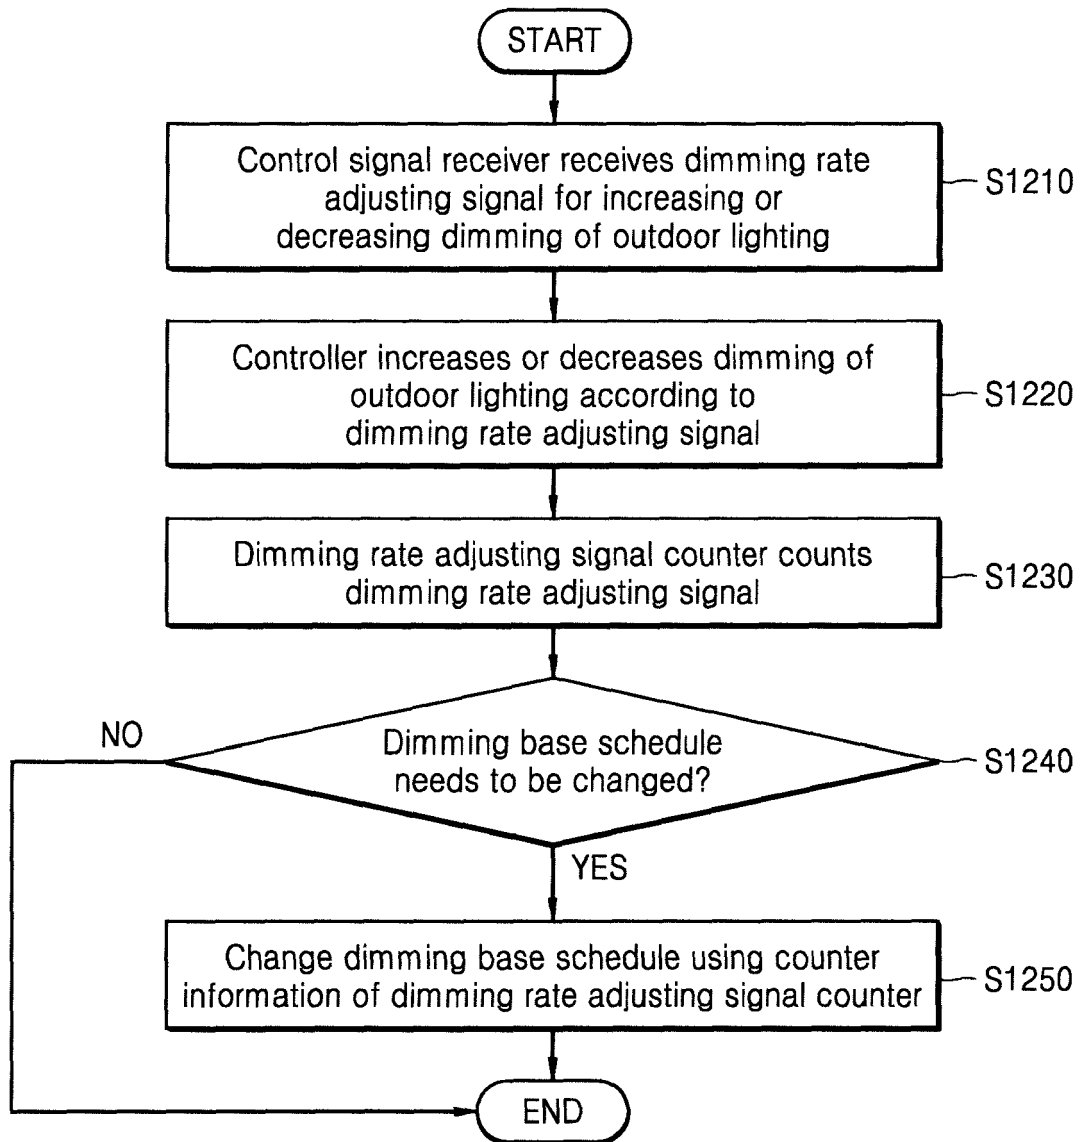 START
Control signal receiver receives dimming rate
adjusting signal for increasing or
decreasing dimming of outdoor lighting
S1210
Controller increases or decreases dimming of
outdoor lighting according to
dimming rate adjusting signal
S1220
Dimming rate adjusting signal counter counts
dimming rate adjusting signal
S1230
NO
Dimming base schedule
needs to be changed?
S1240
YES
Change dimming base schedule using counter
information of dimming rate adjusting signal counter
S1250
END